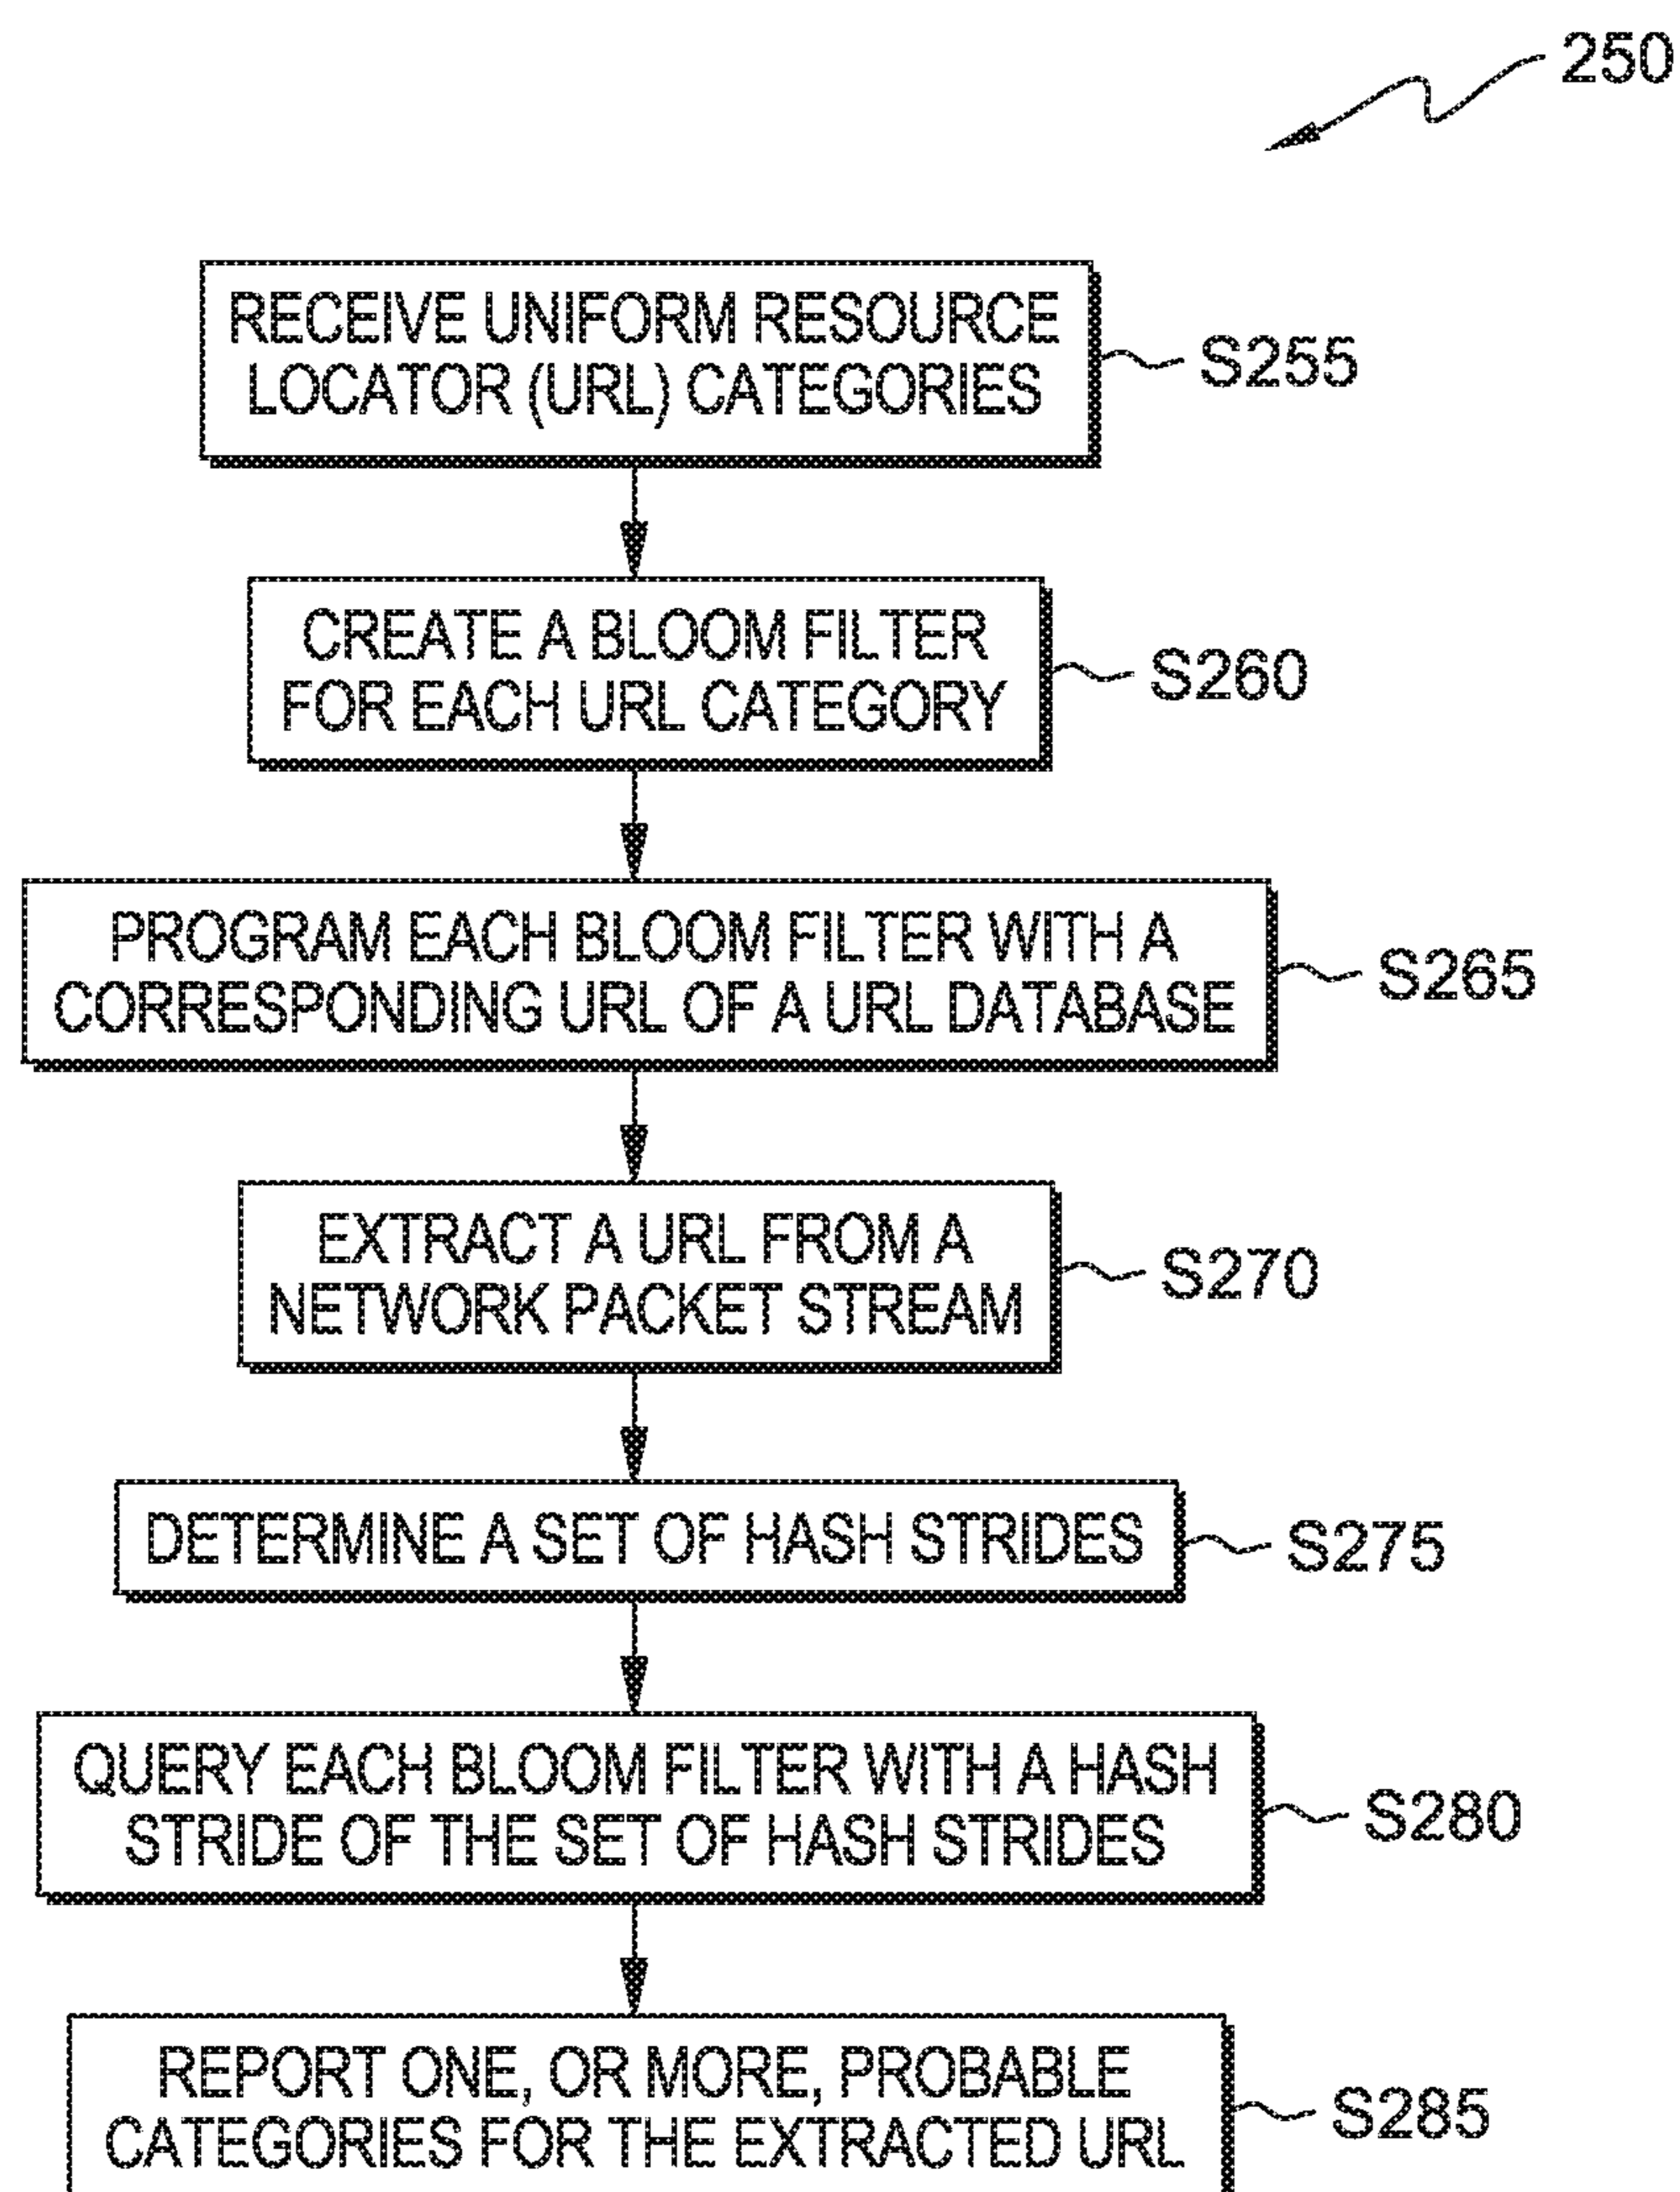 250
RECEIVE UNIFORM RESOURCE
LOCATOR (URL) CATEGORIES
S255
CREATE A BLOOM FILTER
FOR EACH URL CATEGORY
S260
PROGRAM EACH BLOOM FILTER WITH A
CORRESPONDING URL OF A URL DATABASE
S265
EXTRACT A URL FROM A
NETWORK PACKET STREAM
S270
DETERMINE A SET OF HASH STRIDES
S275
QUERY EACH BLOOM FILTER WITH A HASH
STRIDE OF THE SET OF HASH STRIDES
S280
REPORT ONE, OR MORE, PROBABLE
CATEGORIES FOR THE EXTRACTED URL
S285